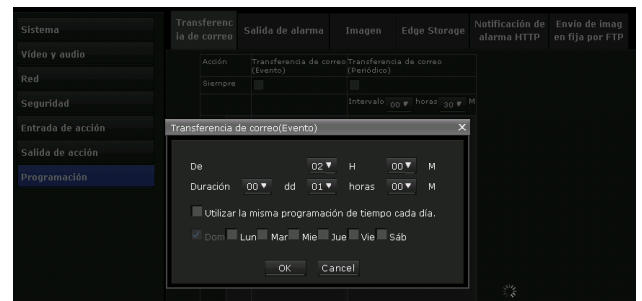 Sistema
Vídeo y audio
Red
Seguridad
Entrada de acción
Salida de acción
Programación
Transferenc
ia de correo
Salida de alarma
Imagen
Edge Storage
Notificación de
alarma HTTP
Envío de imag
en fija por FTP
Acción
Transferencia de correo
(Evento)
Transferencia de correo
(Periódico)
Siempre
Intervalo 00 ▼ horas 30 ▼ M
Transferencia de correo(Evento) X
De 02 ▼ H 00 ▼ M
Duración 00 ▼ dd 01 ▼ horas 00 ▼ M
Utilizar la misma programación de tiempo cada día.
Dom Lun Mar Mie Jue Vie Sáb
OK Cancel